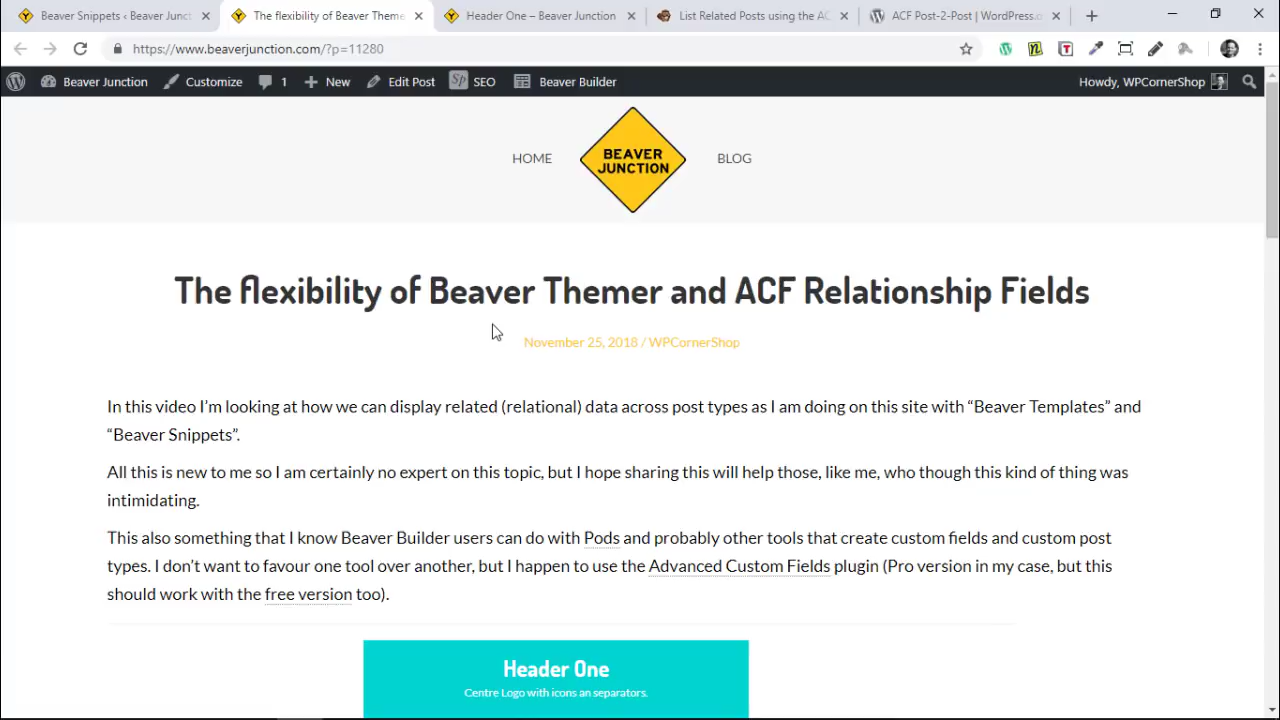 Beaver Snippets ‹ Beaver Junct
The flexibility of Beaver Theme
Header One – Beaver Junction
List Related Posts using the AC
ACF Post-2-Post | WordPress.o
https://www.beaverjunction.com/?p=11280
Beaver Junction
Customize
1
New
Edit Post
Sp
SEO
Beaver Builder
Howdy, WPCornerShop
HOME
BEAVER
JUNCTION
BLOG
The flexibility of Beaver Themer and ACF Relationship Fields
November 25, 2018 / WPCornerShop
In this video I’m looking at how we can display related (relational) data across post types as I am doing on this site with “Beaver Templates” and
“Beaver Snippets”.
All this is new to me so I am certainly no expert on this topic, but I hope sharing this will help those, like me, who though this kind of thing was
intimidating.
This also something that I know Beaver Builder users can do with Pods and probably other tools that create custom fields and custom post
types. I don’t want to favour one tool over another, but I happen to use the Advanced Custom Fields plugin (Pro version in my case, but this
should work with the free version too).
Header One
Centre Logo with icons an separators.